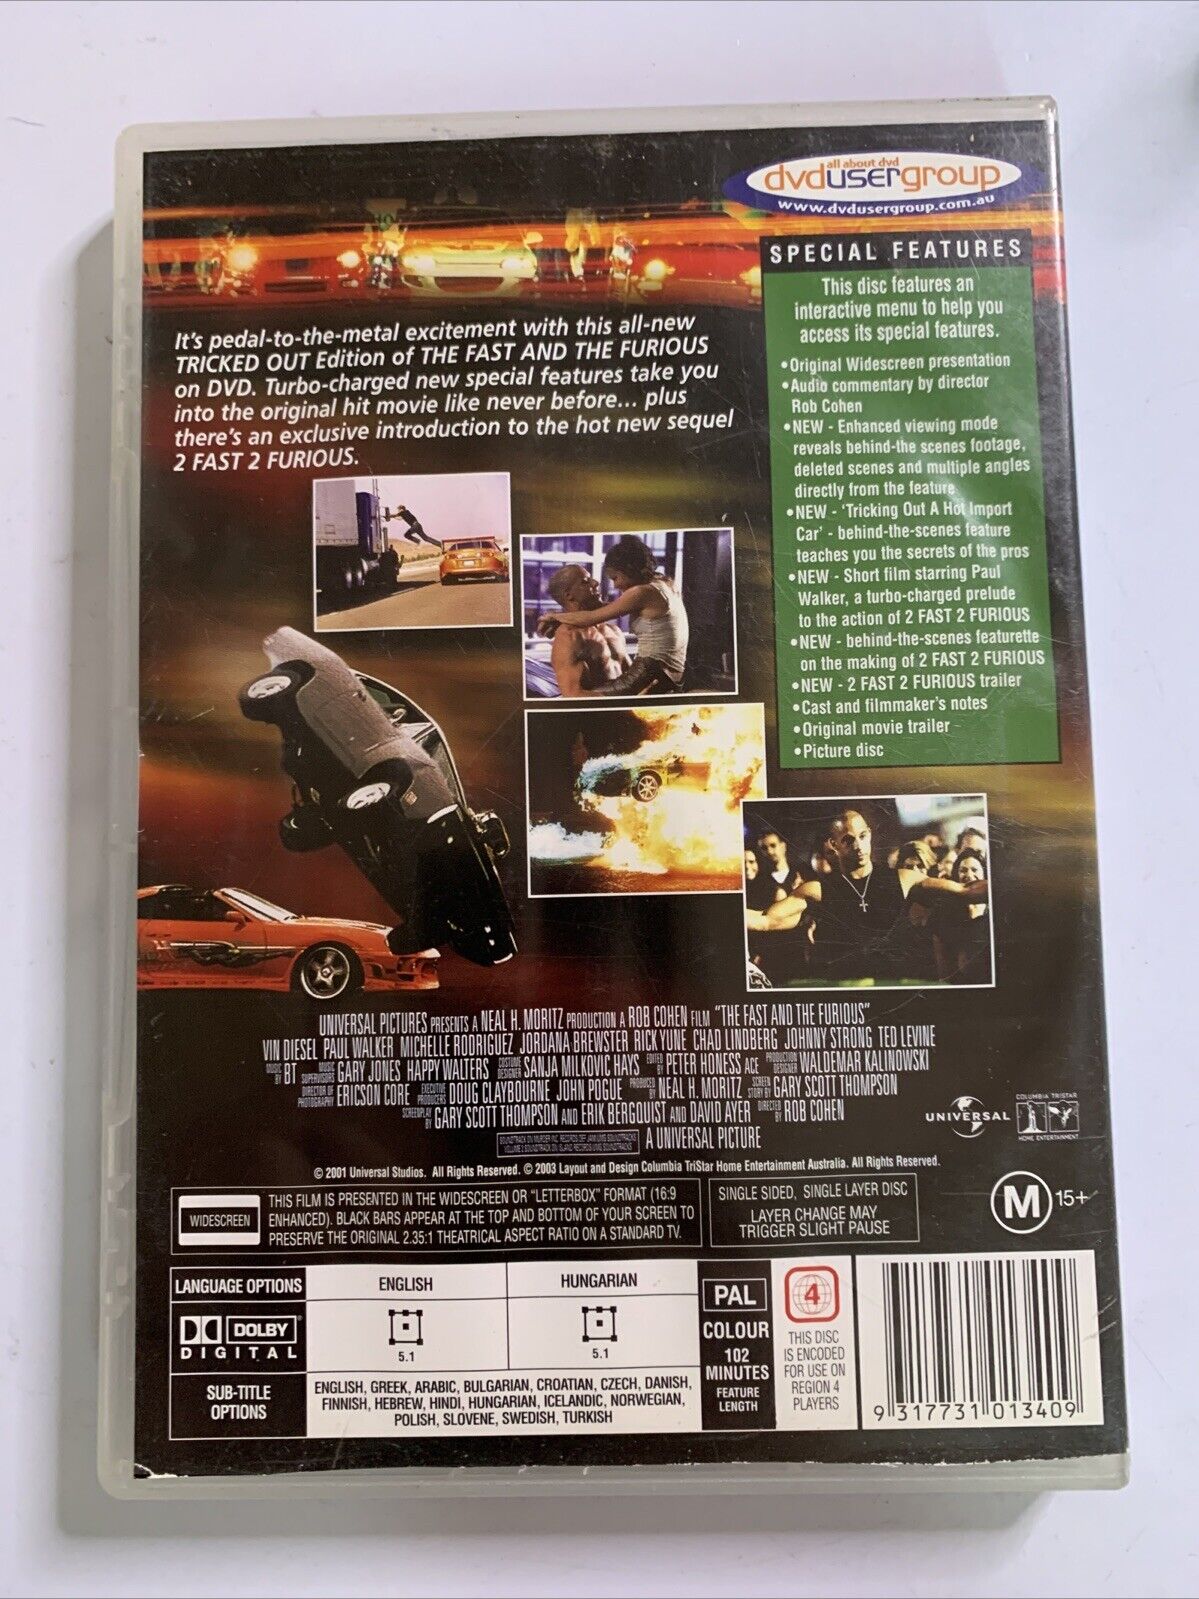 all about dvd
dvdusergroup
www.dvdusergroup.com.au
It's pedal-to-the-metal excitement with this all-new
TRICKED OUT Edition of THE FAST AND THE FURIOUS
on DVD. Turbo-charged new special features take you
into the original hit movie like never before... plus
there's an exclusive introduction to the hot new sequel
2 FAST 2 FURIOUS.
SPECIAL FEATURES
This disc features an
interactive menu to help you
access its special features.
•Original Widescreen presentation
•Audio commentary by director
Rob Cohen
•NEW - Enhanced viewing mode
reveals behind-the scenes footage,
deleted scenes and multiple angles
directly from the feature
•NEW - 'Tricking Out A Hot Import
Car' - behind-the-scenes feature
teaches you the secrets of the pros
•NEW - Short film starring Paul
Walker, a turbo-charged prelude
to the action of 2 FAST 2 FURIOUS
•NEW - behind-the-scenes featurette
on the making of 2 FAST 2 FURIOUS
•NEW - 2 FAST 2 FURIOUS trailer
•Cast and filmmaker's notes
•Original movie trailer
•Picture disc
UNIVERSAL PICTURES PRESENTS A NEAL H. MORITZ PRODUCTION A ROB COHEN FILM "THE FAST AND THE FURIOUS"
VIN DIESEL PAUL WALKER MICHELLE RODRIGUEZ JORDANA BREWSTER RICK YUNE CHAD LINDBERG JOHNNY STRONG TED LEVINE
MUSIC BY BT MUSIC SUPERVISORS GARY JONES HAPPY WALTERS COSTUME DESIGNER SANJA MILKOVIC HAYS EDITED BY PETER HONESS ACE PRODUCTION DESIGNER WALDEMAR KALINOWSKI
DIRECTOR OF PHOTOGRAPHY ERICSON CORE EXECUTIVE PRODUCERS DOUG CLAYBOURNE JOHN POGUE PRODUCED BY NEAL H. MORITZ SCREEN STORY BY GARY SCOTT THOMPSON
SCREENPLAY BY GARY SCOTT THOMPSON AND ERIK BERGQUIST AND DAVID AYER DIRECTED BY ROB COHEN
A UNIVERSAL PICTURE
UNIVERSAL
COLUMBIA TRISTAR
HOME ENTERTAINMENT
© 2001 Universal Studios. All Rights Reserved. © 2003 Layout and Design Columbia TriStar Home Entertainment Australia. All Rights Reserved.
WIDESCREEN
THIS FILM IS PRESENTED IN THE WIDESCREEN OR "LETTERBOX" FORMAT (16:9
ENHANCED). BLACK BARS APPEAR AT THE TOP AND BOTTOM OF YOUR SCREEN TO
PRESERVE THE ORIGINAL 2.35:1 THEATRICAL ASPECT RATIO ON A STANDARD TV.
SINGLE SIDED, SINGLE LAYER DISC
LAYER CHANGE MAY
TRIGGER SLIGHT PAUSE
M 15+
LANGUAGE OPTIONS
ENGLISH
HUNGARIAN
DOLBY
DIGITAL
5.1
5.1
SUB-TITLE
OPTIONS
ENGLISH, GREEK, ARABIC, BULGARIAN, CROATIAN, CZECH, DANISH,
FINNISH, HEBREW, HINDI, HUNGARIAN, ICELANDIC, NORWEGIAN,
POLISH, SLOVENE, SWEDISH, TURKISH
PAL
COLOUR
102
MINUTES
FEATURE
LENGTH
4
THIS DISC
IS ENCODED
FOR USE ON
REGION 4
PLAYERS
9 317731 013409